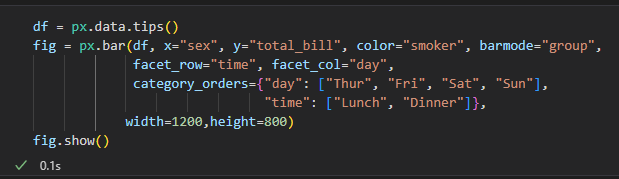 df = px.data.tips()
fig = px.bar(df, x="sex", y="total_bill", color="smoker", barmode="group",
facet_row="time", facet_col="day",
category_orders={"day": ["Thur", "Fri", "Sat", "Sun"],
"time": ["Lunch", "Dinner"]},
width=1200,height=800)
fig.show()
0.1s